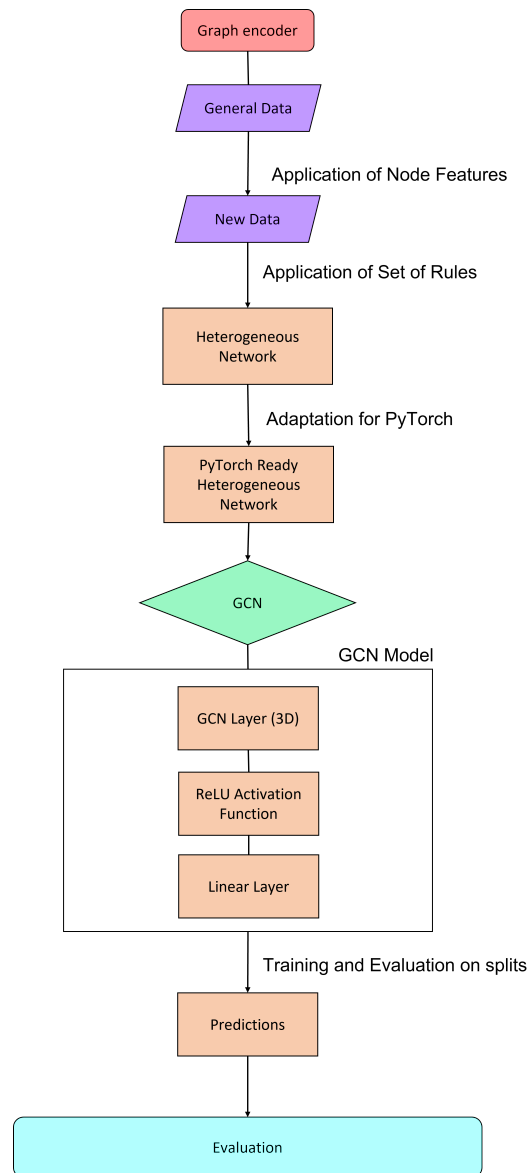 Graph encoder
General Data
Application of Node Features
New Data
Application of Set of Rules
Heterogeneous
Network
Adaptation for PyTorch
PyTorch Ready
Heterogeneous
Network
GCN
GCN Model
GCN Layer (3D)
ReLU Activation
Function
Linear Layer
Training and Evaluation on splits
Predictions
Evaluation